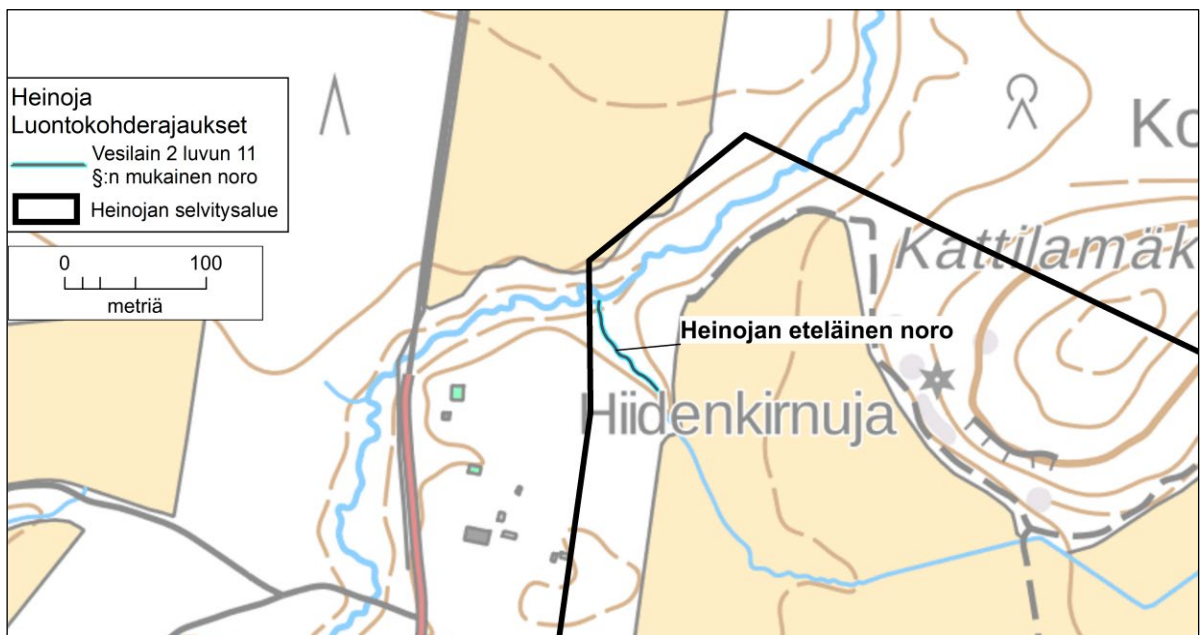 Heinoja
Luontokohderajaukset
Vesilain 2 luvun 11
§:n mukainen noro
Heinojan selvitysalue
0 100
metriä
Ko
Kattilamäk
Heinojan eteläinen noro
Hiidenkirnuja